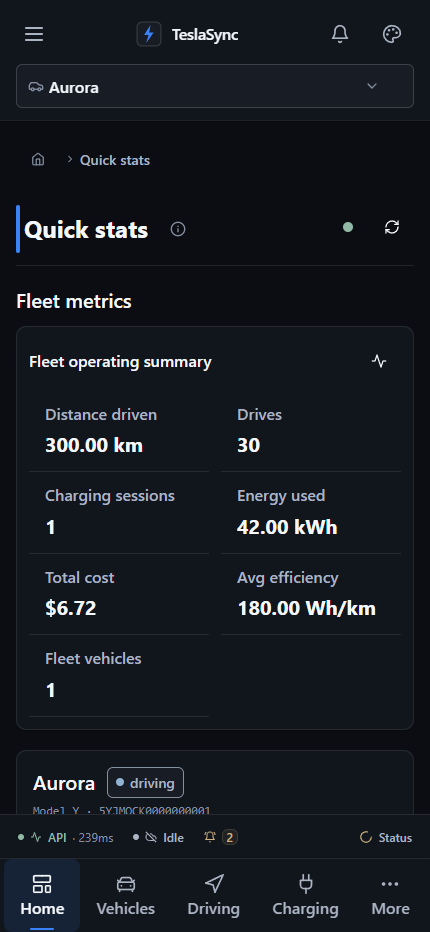 TeslaSync
Aurora
Quick stats
Quick stats
Fleet metrics
Fleet operating summary
Distance driven
300.00 km
Drives
30
Charging sessions
1
Energy used
42.00 kWh
Total cost
$6.72
Avg efficiency
180.00 Wh/km
Fleet vehicles
1
Aurora driving
Model Y · 5YJMOCK0000000001
API · 239ms Idle 2 Status
Home Vehicles Driving Charging More